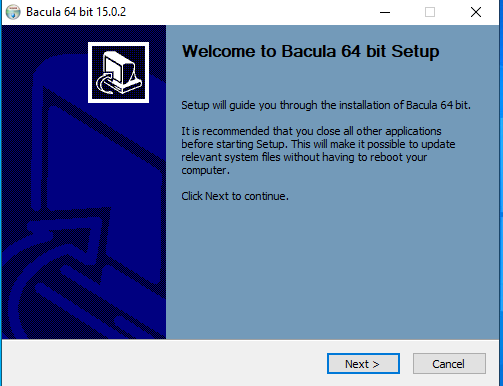 Bacula 64 bit 15.0.2
Welcome to Bacula 64 bit Setup
Setup will guide you through the installation of Bacula 64 bit.
It is recommended that you close all other applications
before starting Setup. This will make it possible to update
relevant system files without having to reboot your
computer.
Click Next to continue.
Next >
Cancel